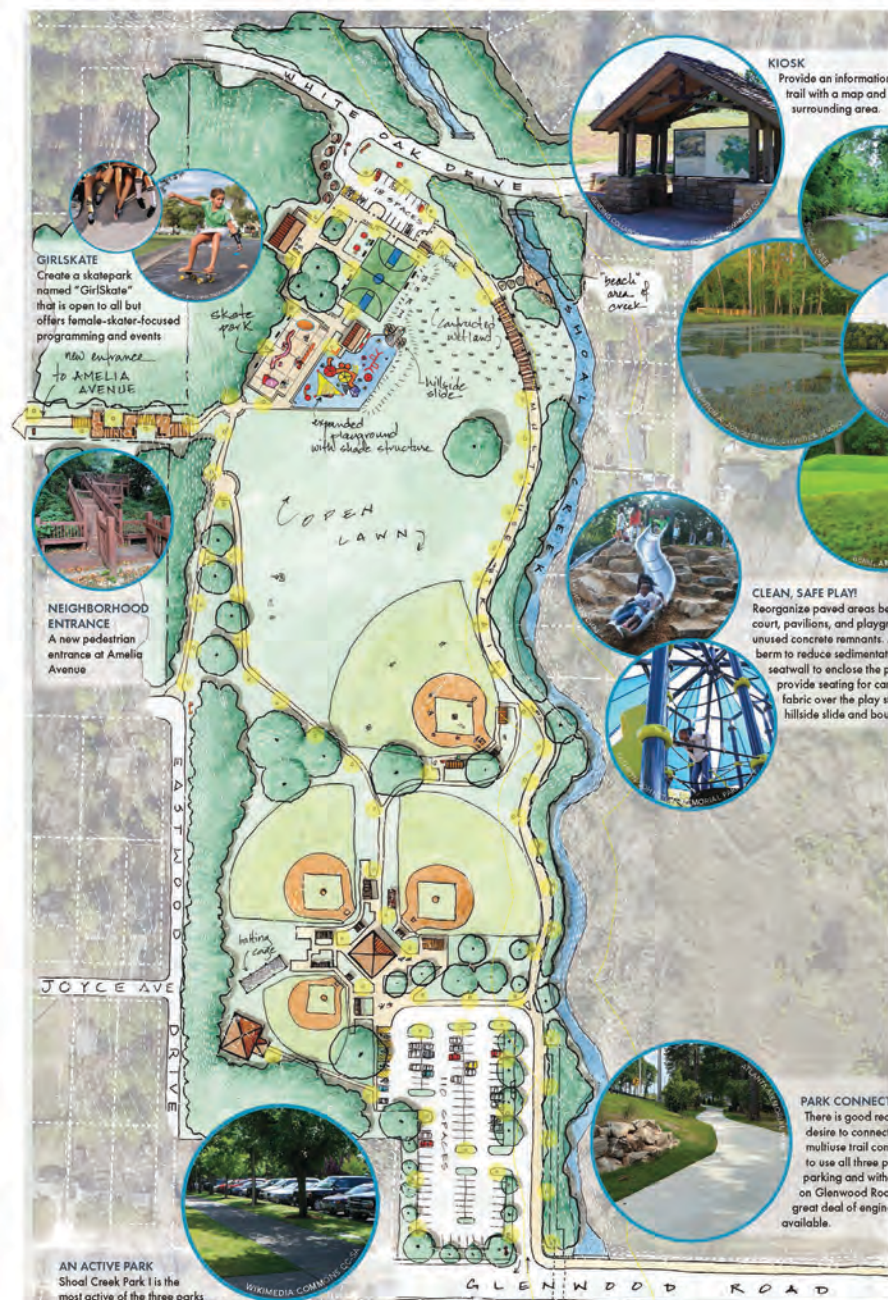 WHITE OAK DRIVE
KIOSK
Provide an information
trail with a map and
surrounding area.
18 SPACES
GIRLSKATE
Create a skatepark
named "GirlSkate"
that is open to all but
offers female-skater-focused
programming and events
skate
park
"beach"
area of
creek
SHOAL CREEK
constructed
wetland
hillside
slide
new entrance
to AMELIA
AVENUE
expanded
playground
with shade structure
MULTI USE TRAIL
OPEN
LAWN
NEIGHBORHOOD
ENTRANCE
A new pedestrian
entrance at Amelia
Avenue
CLEAN, SAFE PLAY!
Reorganize paved areas be
court, pavilions, and playgr
unused concrete remnants.
berm to reduce sedimentat
seatwall to enclose the p
provide seating for car
fabric over the play s
hillside slide and bou
MORIAL PAR
EASTWOOD DRIVE
batting
cage
JOYCE AVE
110 SPACES
PARK CONNECT
There is good rec
desire to connect
multiuse trail con
to use all three p
parking and with
on Glenwood Roa
great deal of engin
available.
WIKIMEDIA COMMONS CC-SA
AN ACTIVE PARK
Shoal Creek Park I is the
most active of the three parks
GLENWOOD ROAD